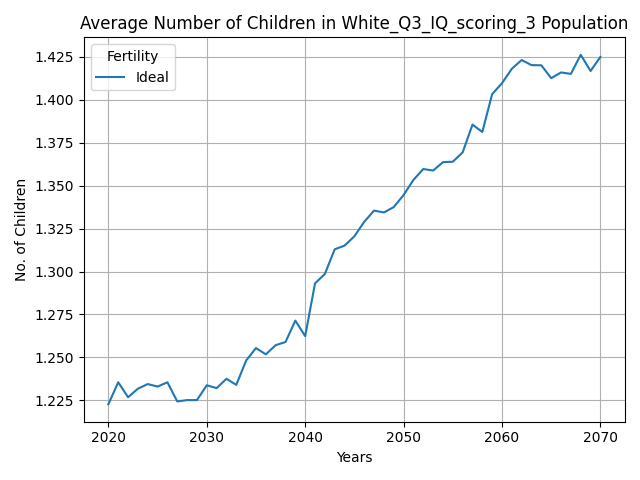 Average Number of Children in White_Q3_IQ_scoring_3 Population
Fertility
Ideal
No. of Children
1.425
1.400
1.375
1.350
1.325
1.300
1.275
1.250
1.225
2020 2030 2040 2050 2060 2070
Years